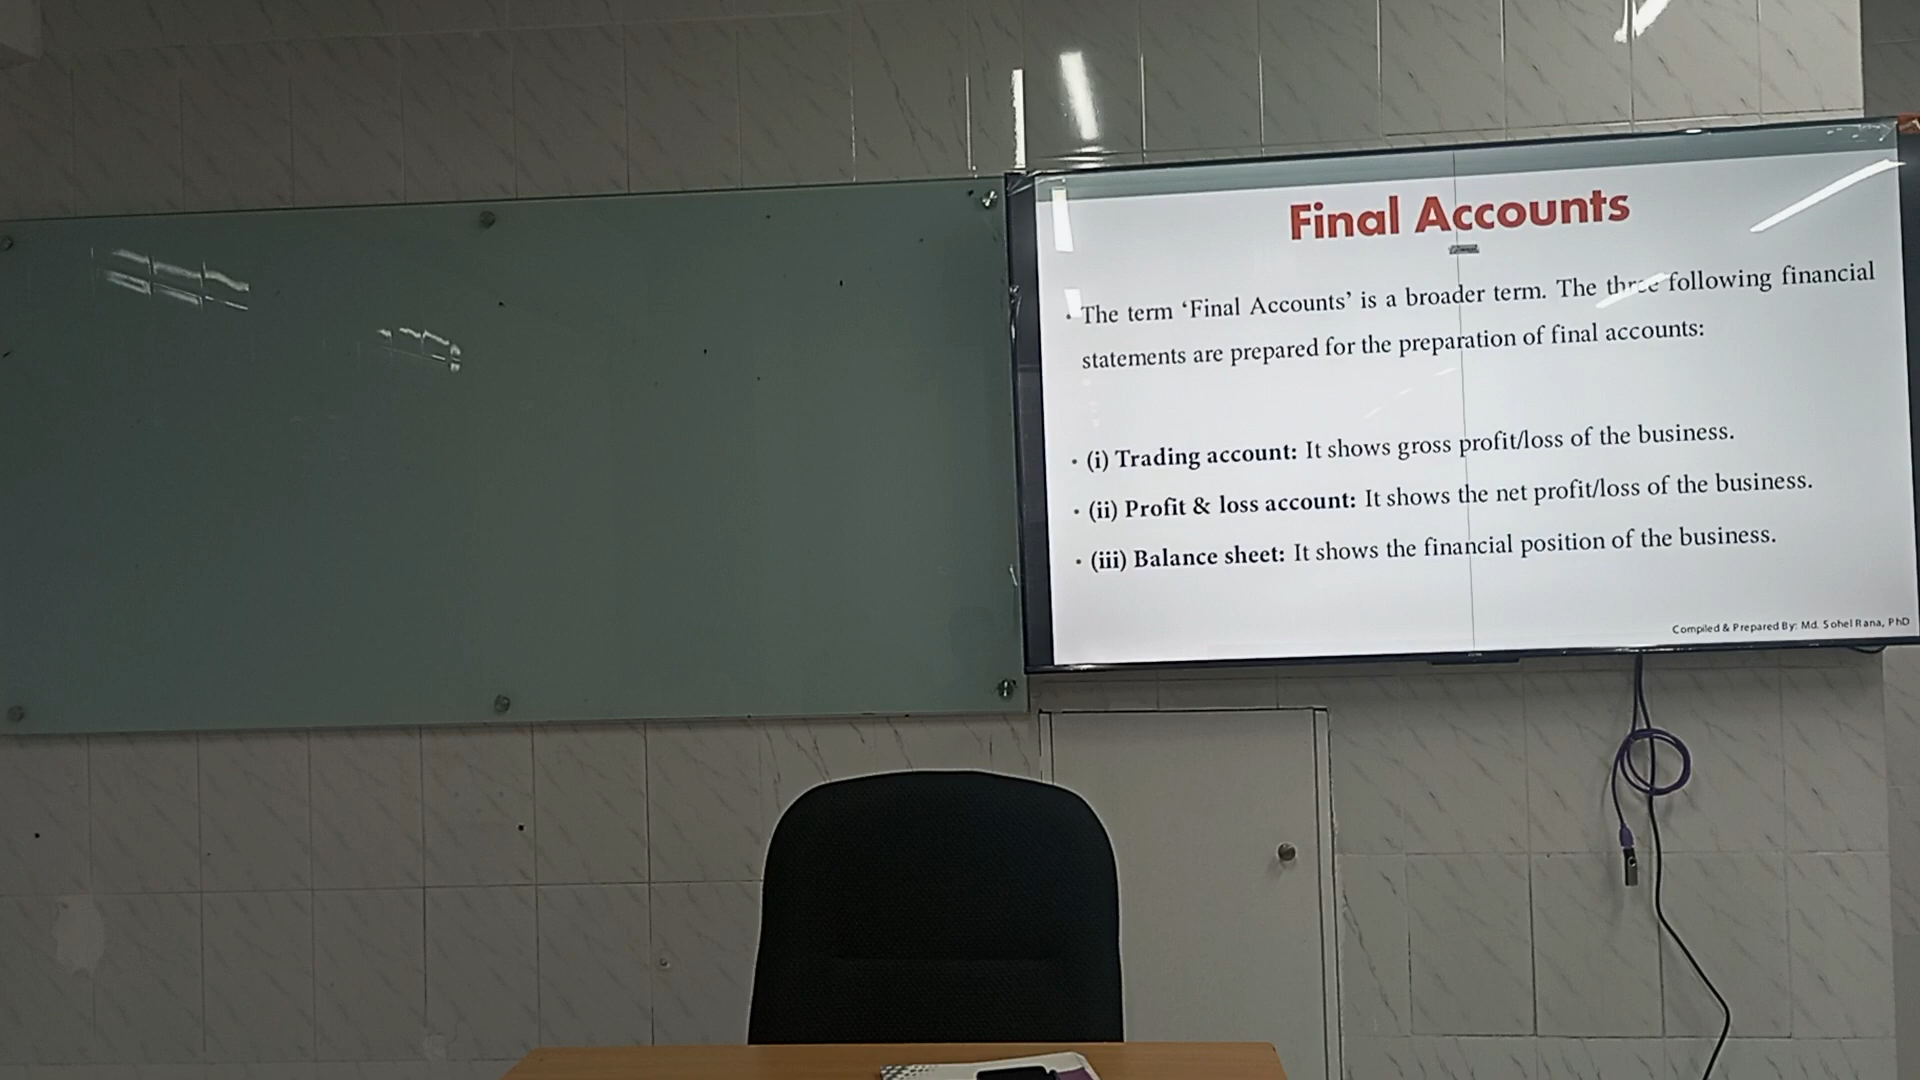 Final Accounts
• The term ‘Final Accounts’ is a broader term. The three following financial
statements are prepared for the preparation of final accounts:
• (i) Trading account: It shows gross profit/loss of the business.
• (ii) Profit & loss account: It shows the net profit/loss of the business.
• (iii) Balance sheet: It shows the financial position of the business.
Compiled & Prepared By: Md. Sohel Rana, PhD